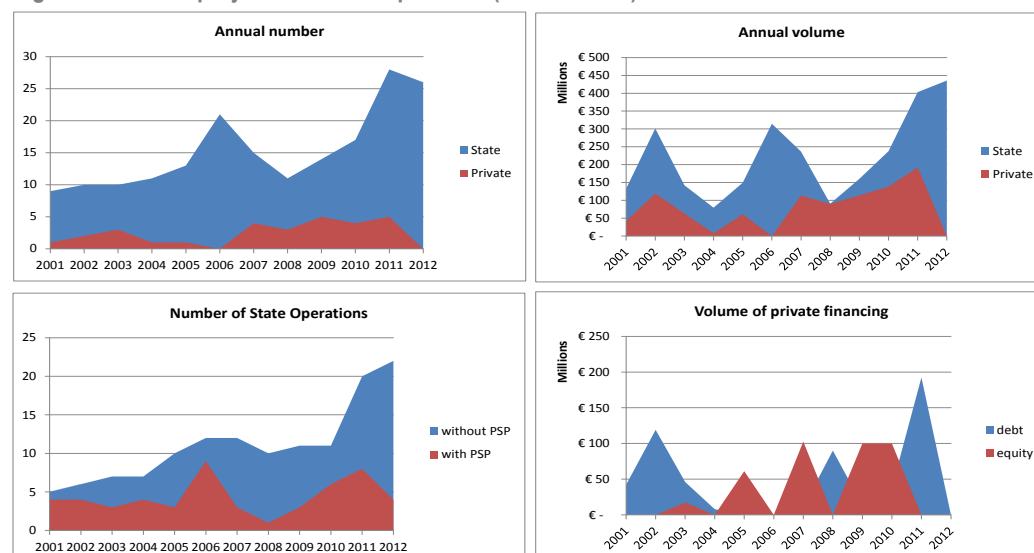 Annual number
30
25
20
15
10
5
0
2001 2002 2003 2004 2005 2006 2007 2008 2009 2010 2011 2012
State
Private
Annual volume
Millions
€ 500
€ 450
€ 400
€ 350
€ 300
€ 250
€ 200
€ 150
€ 100
€ 50
€ -
2001 2002 2003 2004 2005 2006 2007 2008 2009 2010 2011 2012
State
Private
Number of State Operations
25
20
15
10
5
0
2001 2002 2003 2004 2005 2006 2007 2008 2009 2010 2011 2012
without PSP
with PSP
Volume of private financing
Millions
€ 250
€ 200
€ 150
€ 100
€ 50
€ -
2001 2002 2003 2004 2005 2006 2007 2008 2009 2010 2011 2012
debt
equity